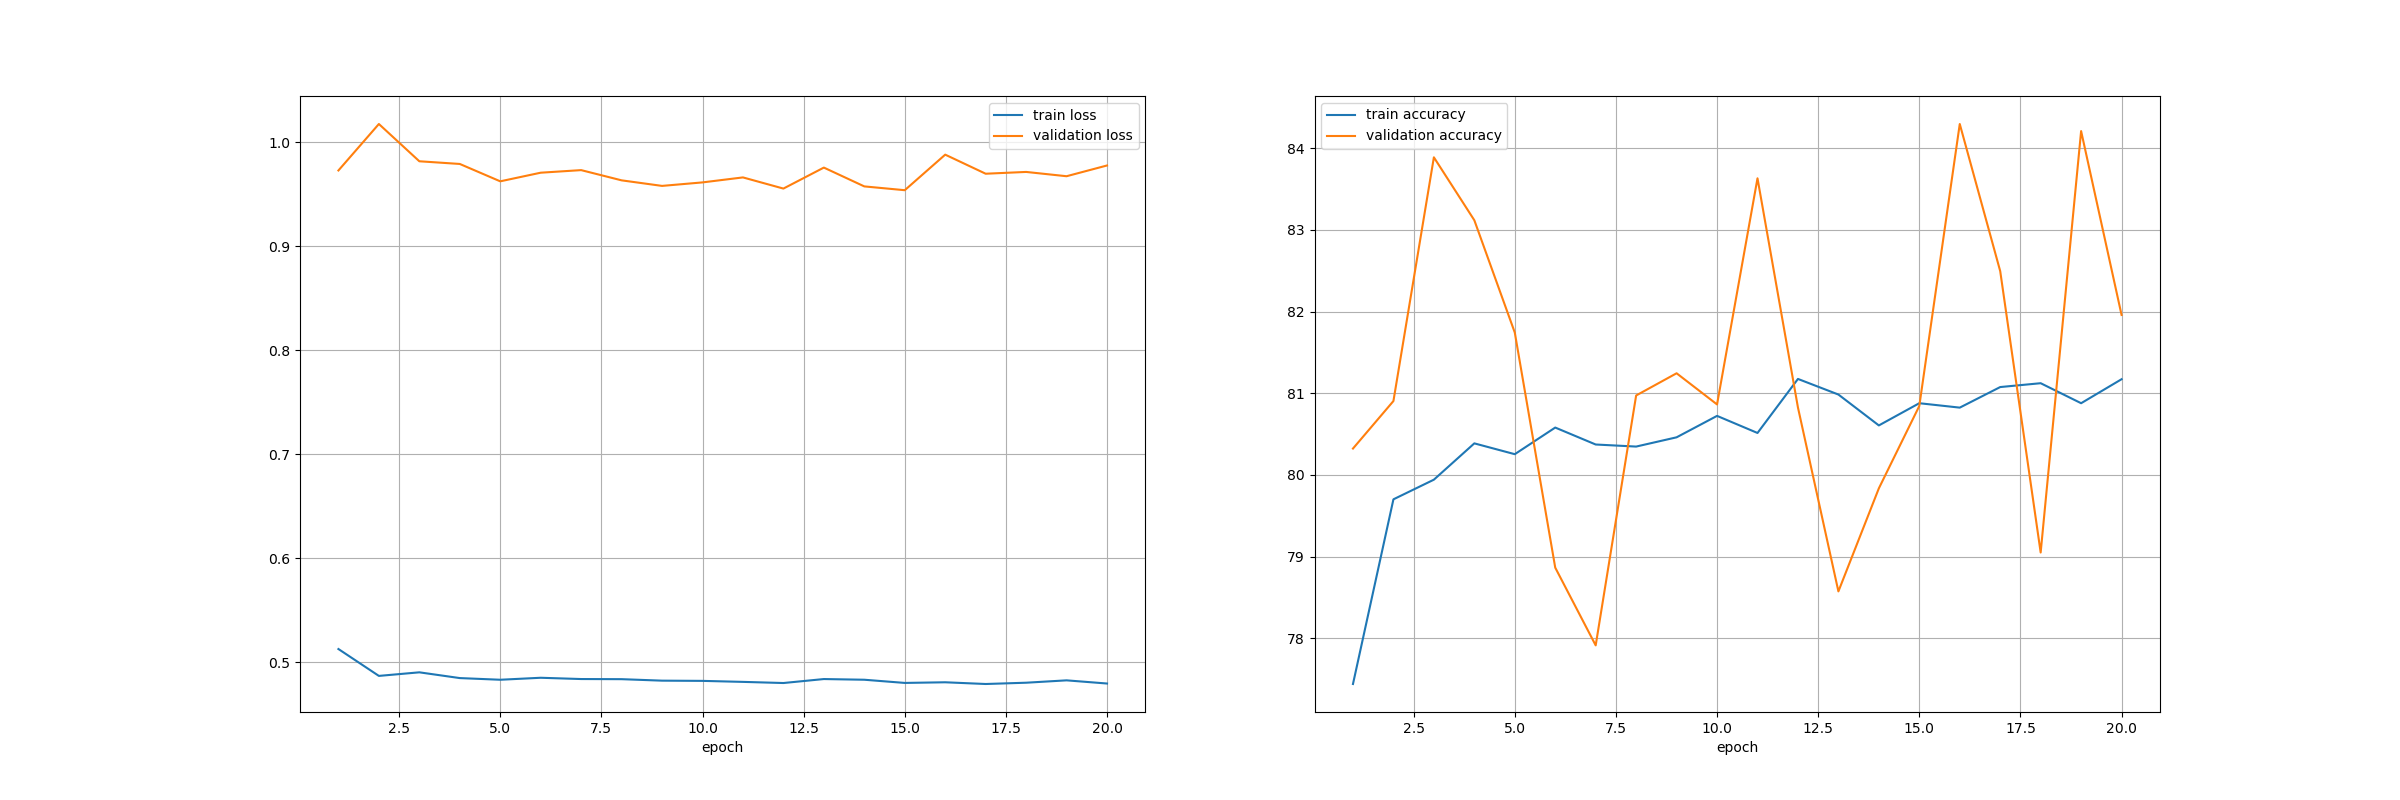 train loss
validation loss
1.0
0.9
0.8
0.7
0.6
0.5
2.5 5.0 7.5 10.0 12.5 15.0 17.5 20.0
epoch
train accuracy
validation accuracy
84
83
82
81
80
79
78
2.5 5.0 7.5 10.0 12.5 15.0 17.5 20.0
epoch